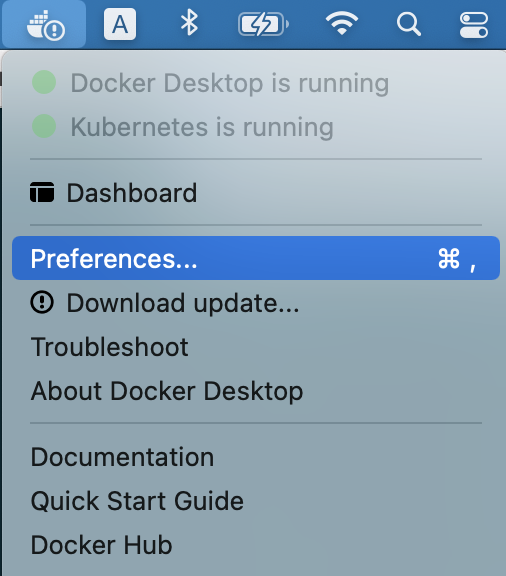 A
Docker Desktop is running
Kubernetes is running
Dashboard
Preferences... ⌘ ,
Download update...
Troubleshoot
About Docker Desktop
Documentation
Quick Start Guide
Docker Hub